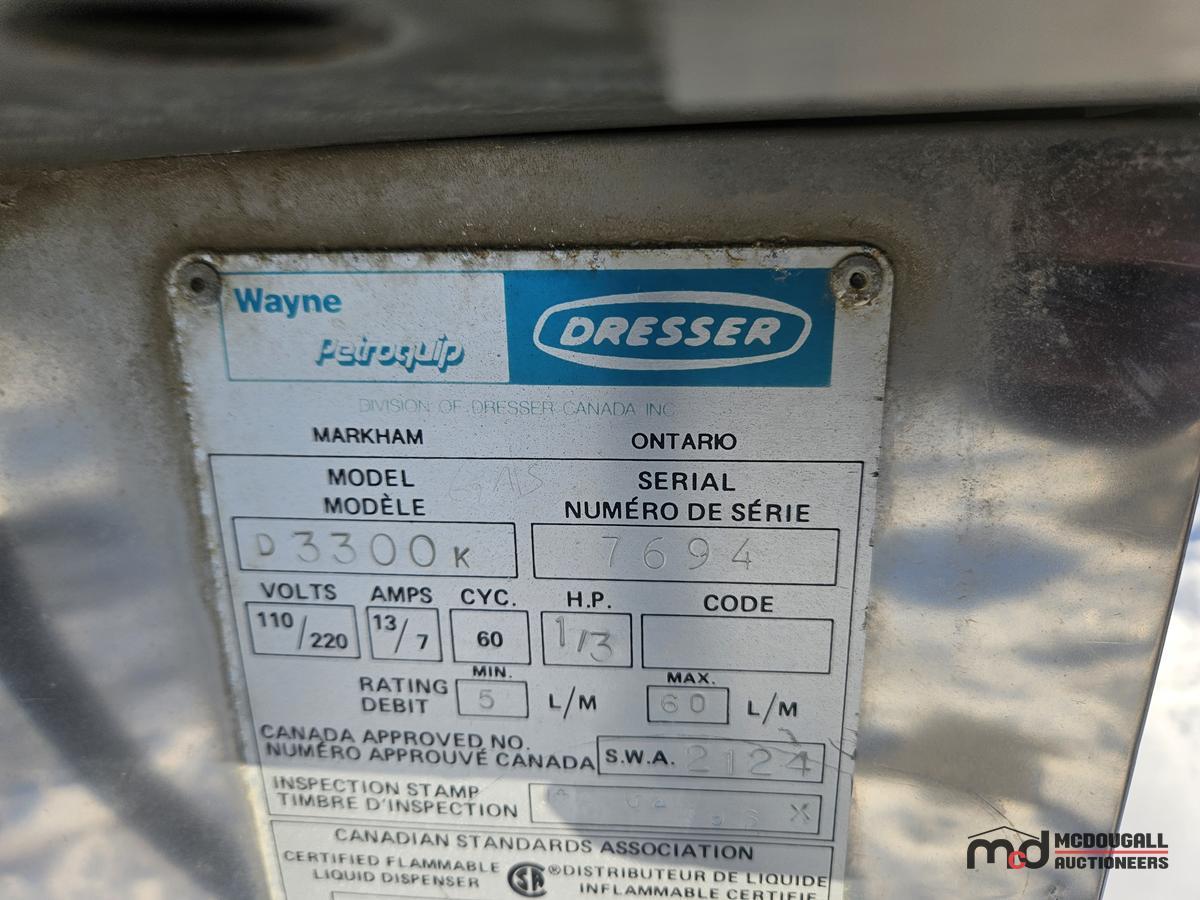 Wayne
Petroquip
DRESSER
DIVISION OF DRESSER CANADA INC
MARKHAM ONTARIO
MODEL SERIAL
MODÈLE NUMÉRO DE SÉRIE
D 3300 K 7694
VOLTS AMPS CYC. H.P. CODE
110/220 13/7 60 1/3
RATING MIN. MAX.
DEBIT 5 L/M 60 L/M
CANADA APPROVED NO.
NUMÉRO APPROUVÉ CANADA S.W.A. 2124
INSPECTION STAMP
TIMBRE D'INSPECTION X
CANADIAN STANDARDS ASSOCIATION
CERTIFIED FLAMMABLE ® DISTRIBUTEUR DE LIQUIDE
LIQUID DISPENSER INFLAMMABLE CERTIFIE
mcd MCDOUGALL
AUCTIONEERS